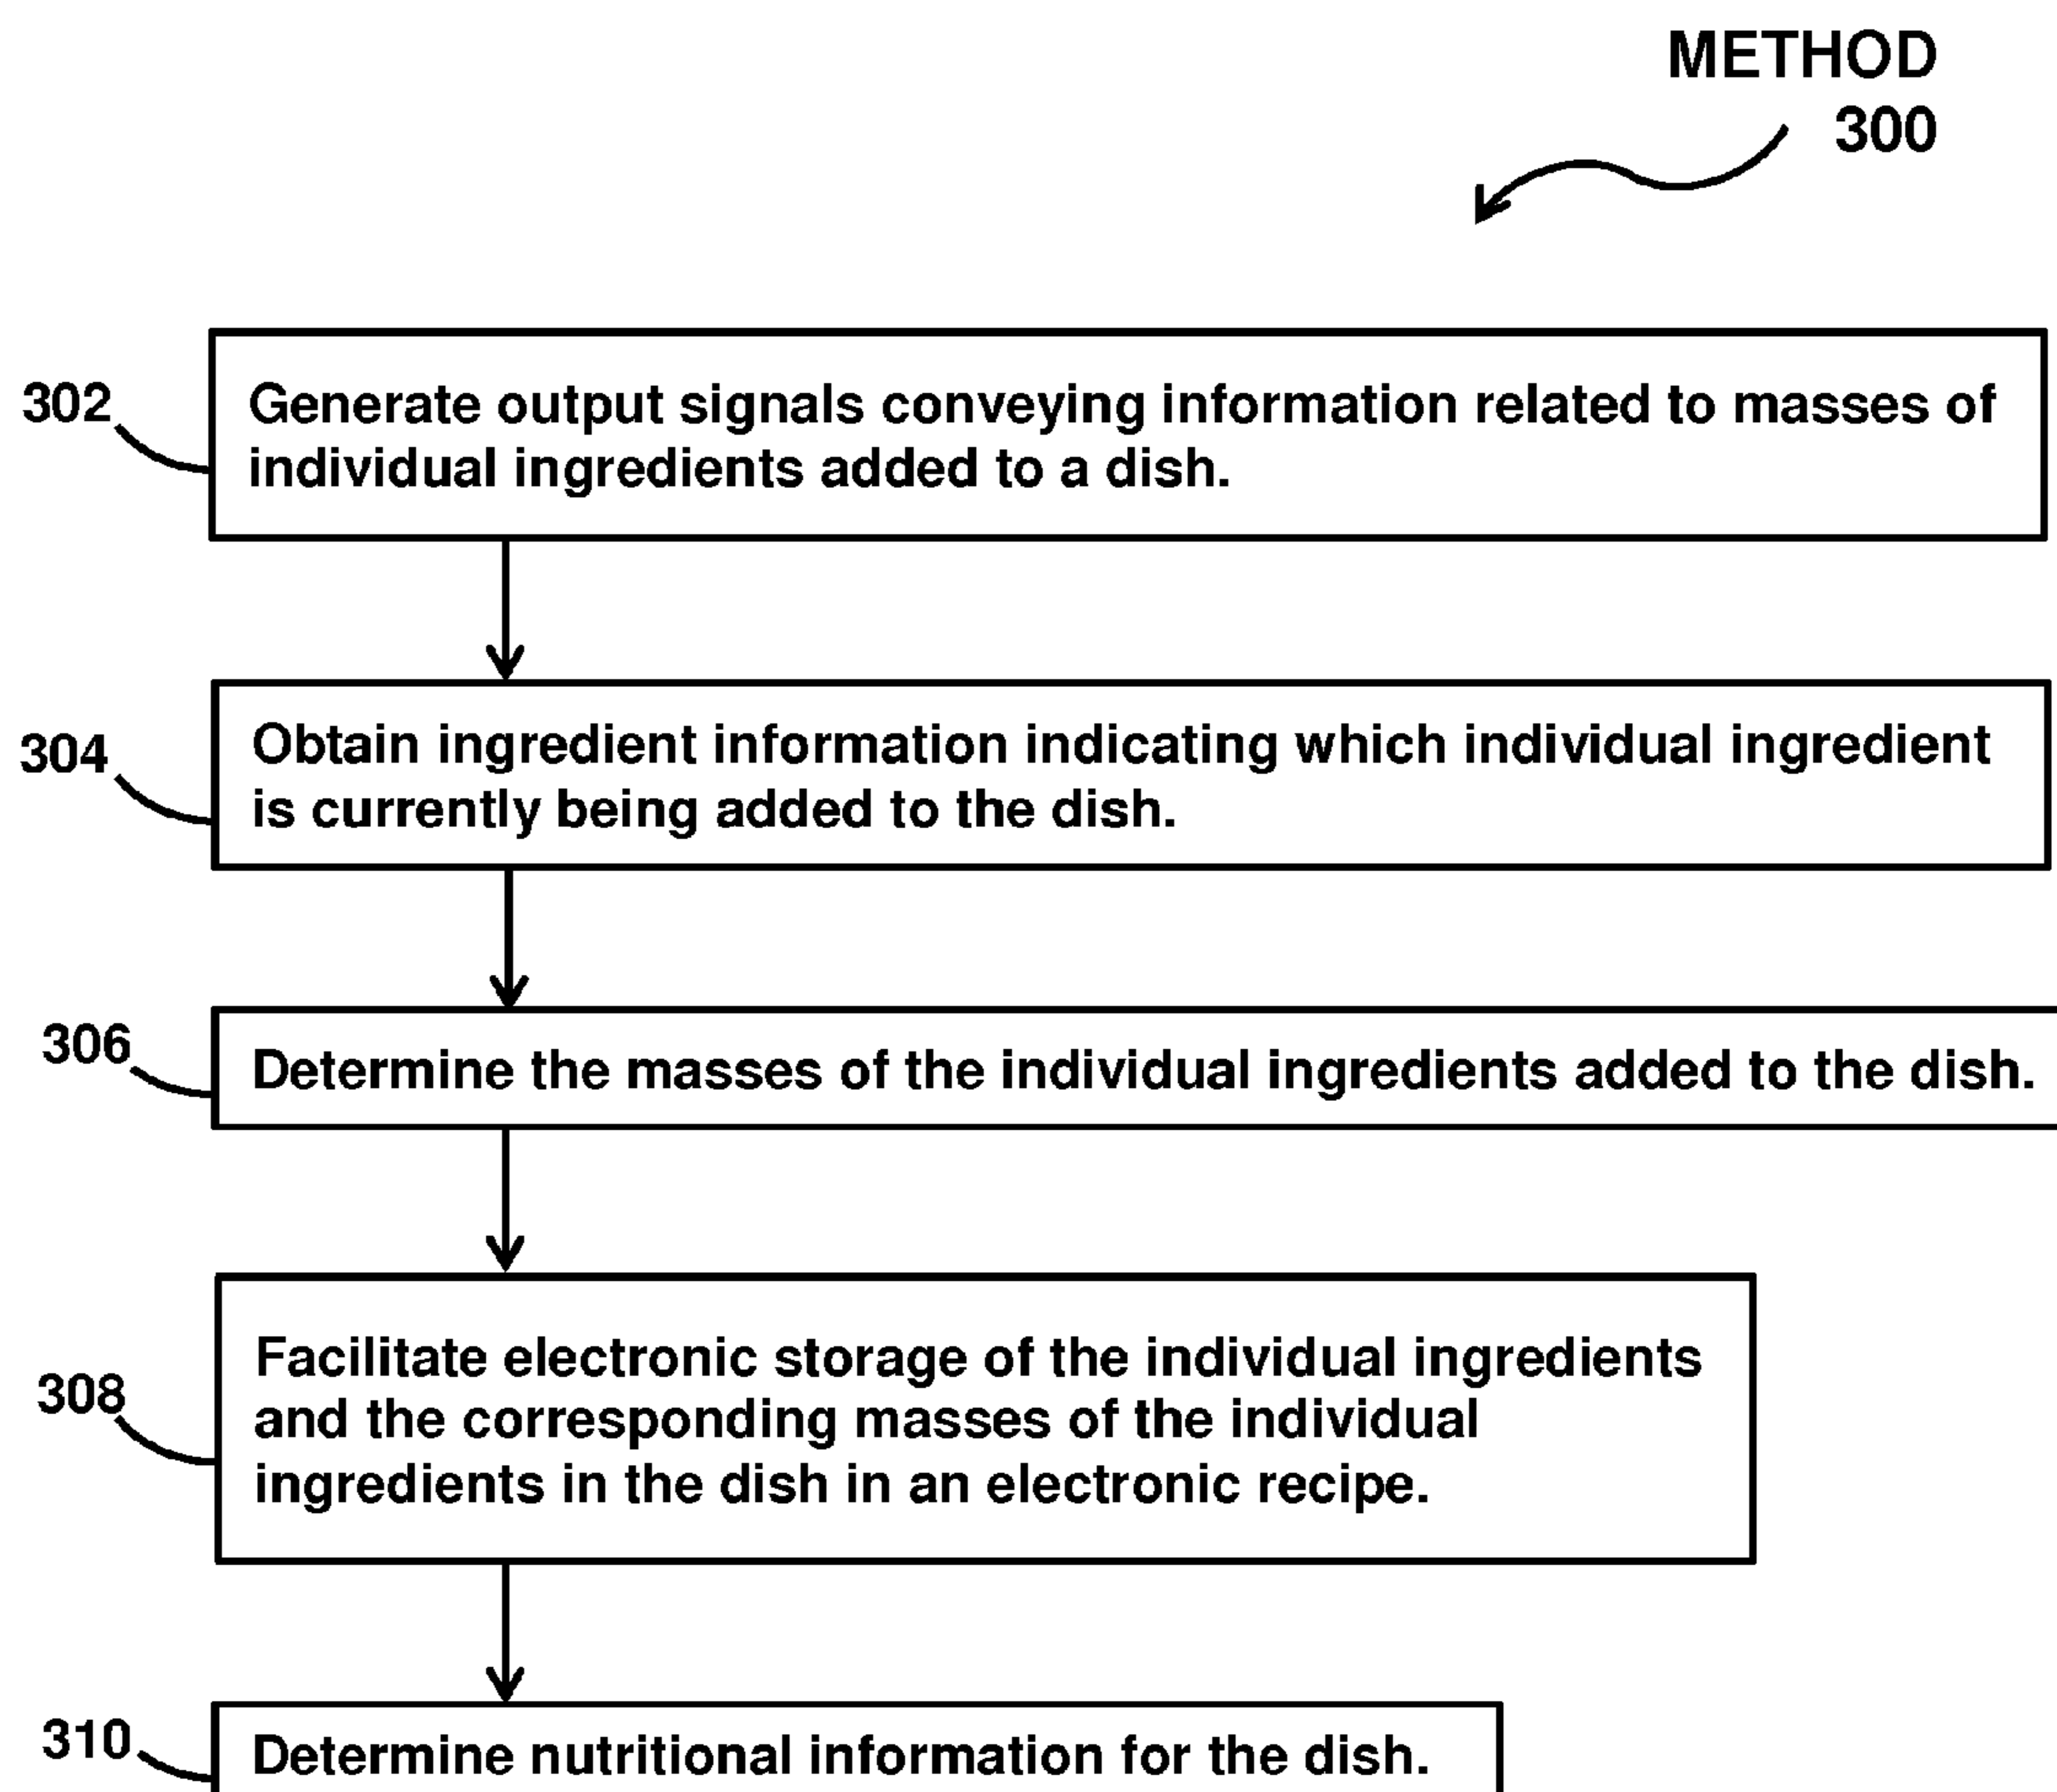 METHOD
300
302
Generate output signals conveying information related to masses of
individual ingredients added to a dish.
304
Obtain ingredient information indicating which individual ingredient
is currently being added to the dish.
306
Determine the masses of the individual ingredients added to the dish.
308
Facilitate electronic storage of the individual ingredients
and the corresponding masses of the individual
ingredients in the dish in an electronic recipe.
310
Determine nutritional information for the dish.